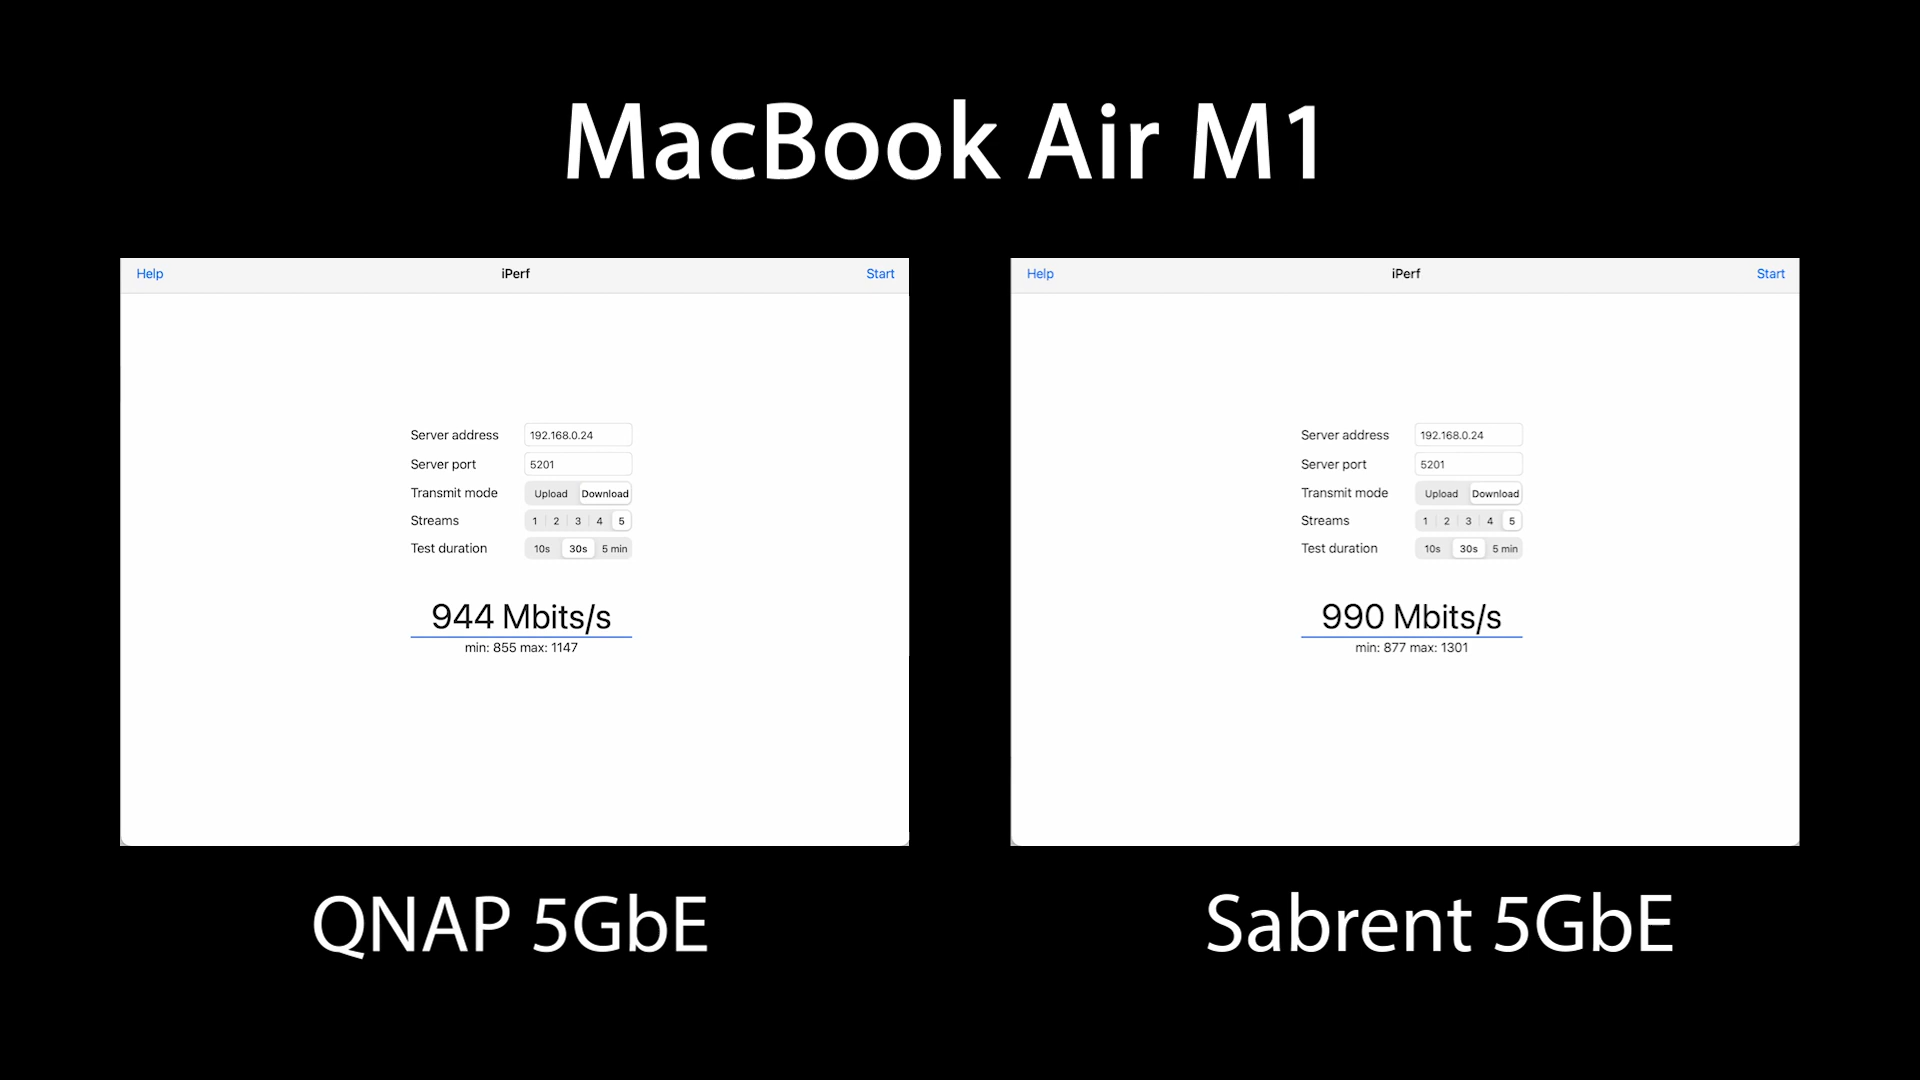 MacBook Air M1
Help iPerf Start
Server address 192.168.0.24
Server port 5201
Transmit mode Upload Download
Streams 1 2 3 4 5
Test duration 10s 30s 5 min
944 Mbits/s
min: 855 max: 1147
QNAP 5GbE
Help iPerf Start
Server address 192.168.0.24
Server port 5201
Transmit mode Upload Download
Streams 1 2 3 4 5
Test duration 10s 30s 5 min
990 Mbits/s
min: 877 max: 1301
Sabrent 5GbE